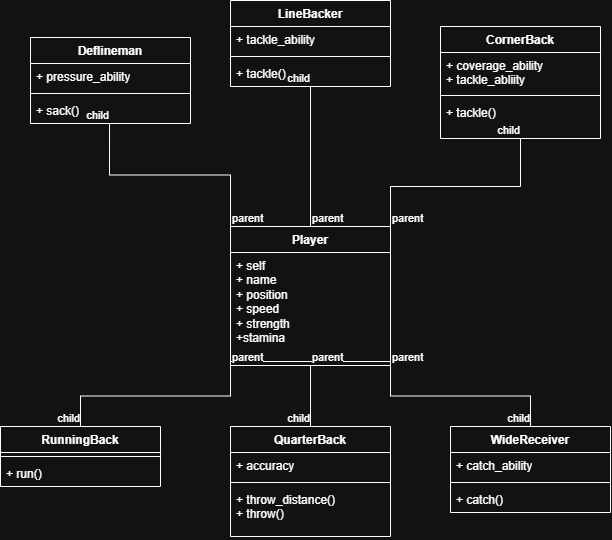 LineBacker
+ tackle_ability
+ tackle()
child
Deflineman
+ pressure_ability
+ sack()
child
CornerBack
+ coverage_ability
+ tackle_abliity
+ tackle()
child
parent
parent
parent
Player
+ self
+ name
+ position
+ speed
+ strength
+stamina
parent
parent
parent
child
child
child
RunningBack
+ run()
QuarterBack
+ accuracy
+ throw_distance()
+ throw()
WideReceiver
+ catch_ability
+ catch()